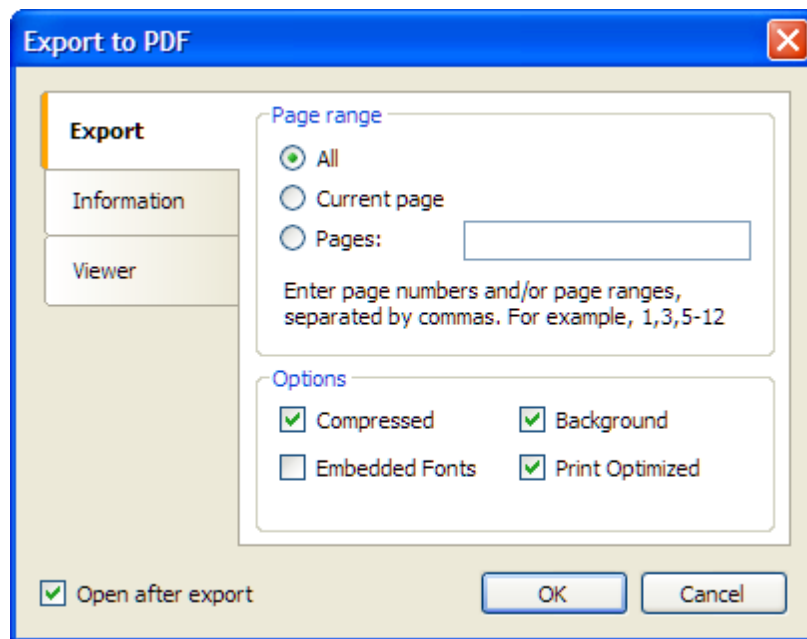 Export to PDF
Export
Information
Viewer
Page range
All
Current page
Pages:
Enter page numbers and/or page ranges,
separated by commas. For example, 1,3,5-12
Options
Compressed
Background
Embedded Fonts
Print Optimized
Open after export
OK
Cancel